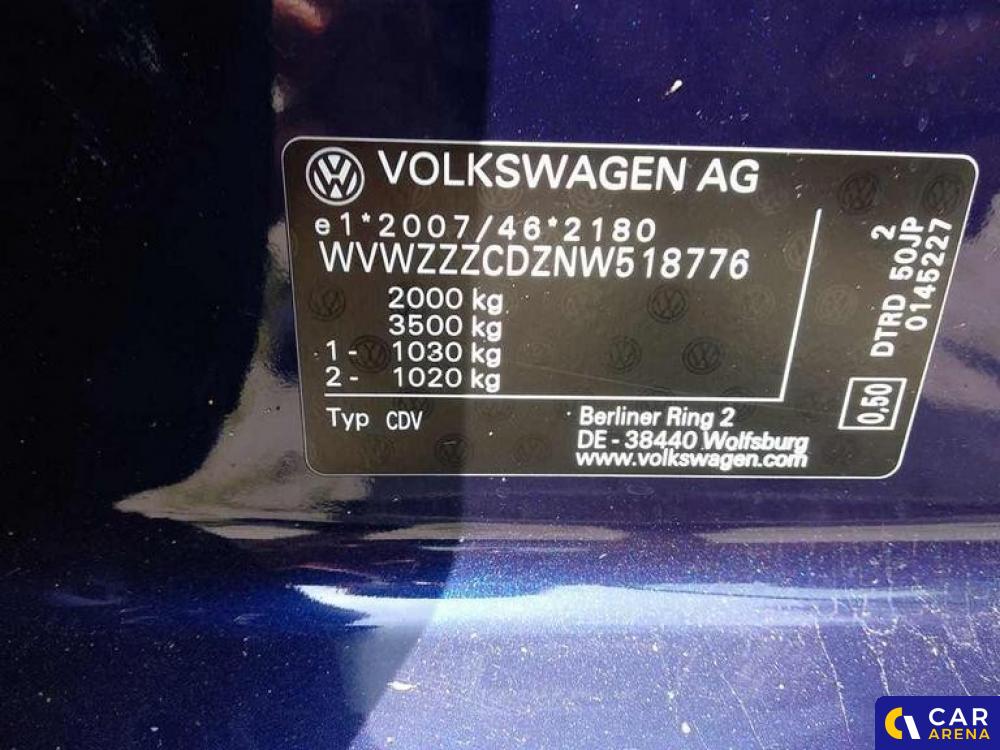 VOLKSWAGEN AG
e1*2007/46*2180
WVWZZZCDZNW518776
2000 kg
3500 kg
1- 1030 kg
2- 1020 kg
Typ CDV
Berliner Ring 2
DE-38440 Wolfsburg
www.volkswagen.com
2
DTRD 50JP
0145227
0,50
CAR
ARENA